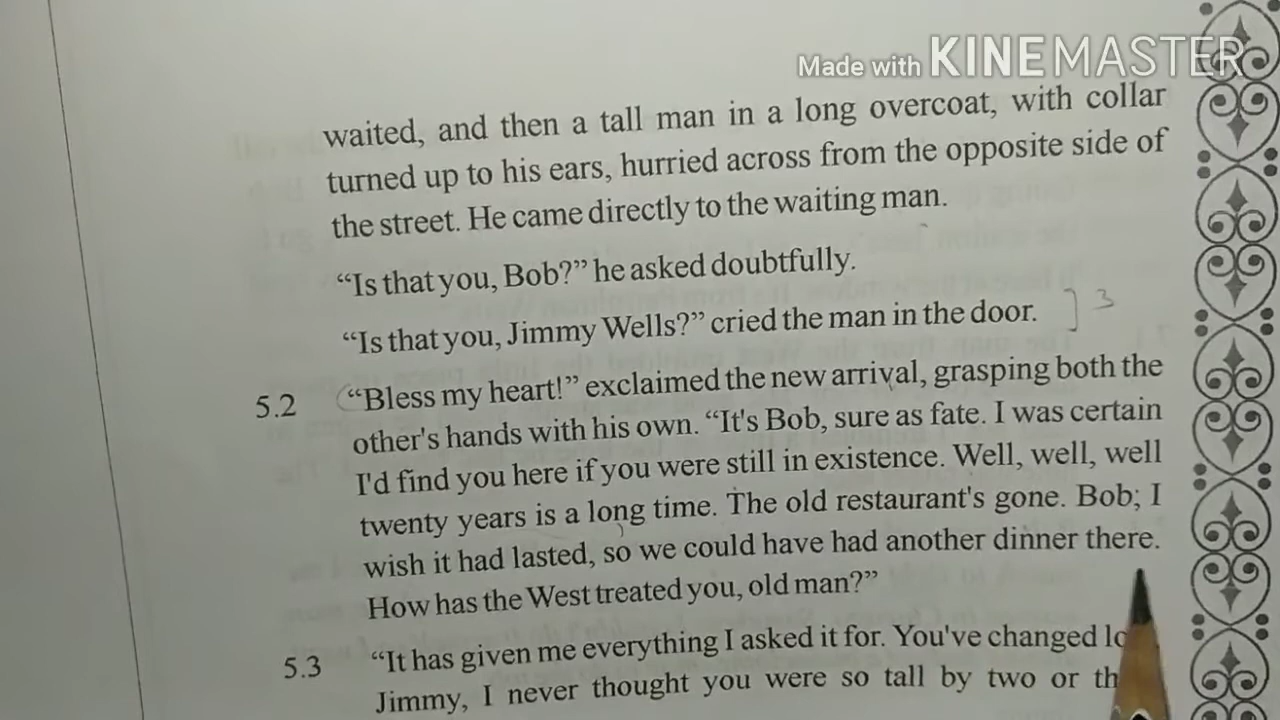 Made with KINEMASTER
waited, and then a tall man in a long overcoat, with collar
turned up to his ears, hurried across from the opposite side of
the street. He came directly to the waiting man.
“Is that you, Bob?” he asked doubtfully.
“Is that you, Jimmy Wells?” cried the man in the door. ] 3
5.2 “Bless my heart!” exclaimed the new arrival, grasping both the
other's hands with his own. “It's Bob, sure as fate. I was certain
I'd find you here if you were still in existence. Well, well, well
twenty years is a long time. The old restaurant's gone. Bob; I
wish it had lasted, so we could have had another dinner there.
How has the West treated you, old man?”
5.3 “It has given me everything I asked it for. You've changed
Jimmy, I never thought you were so tall by two or